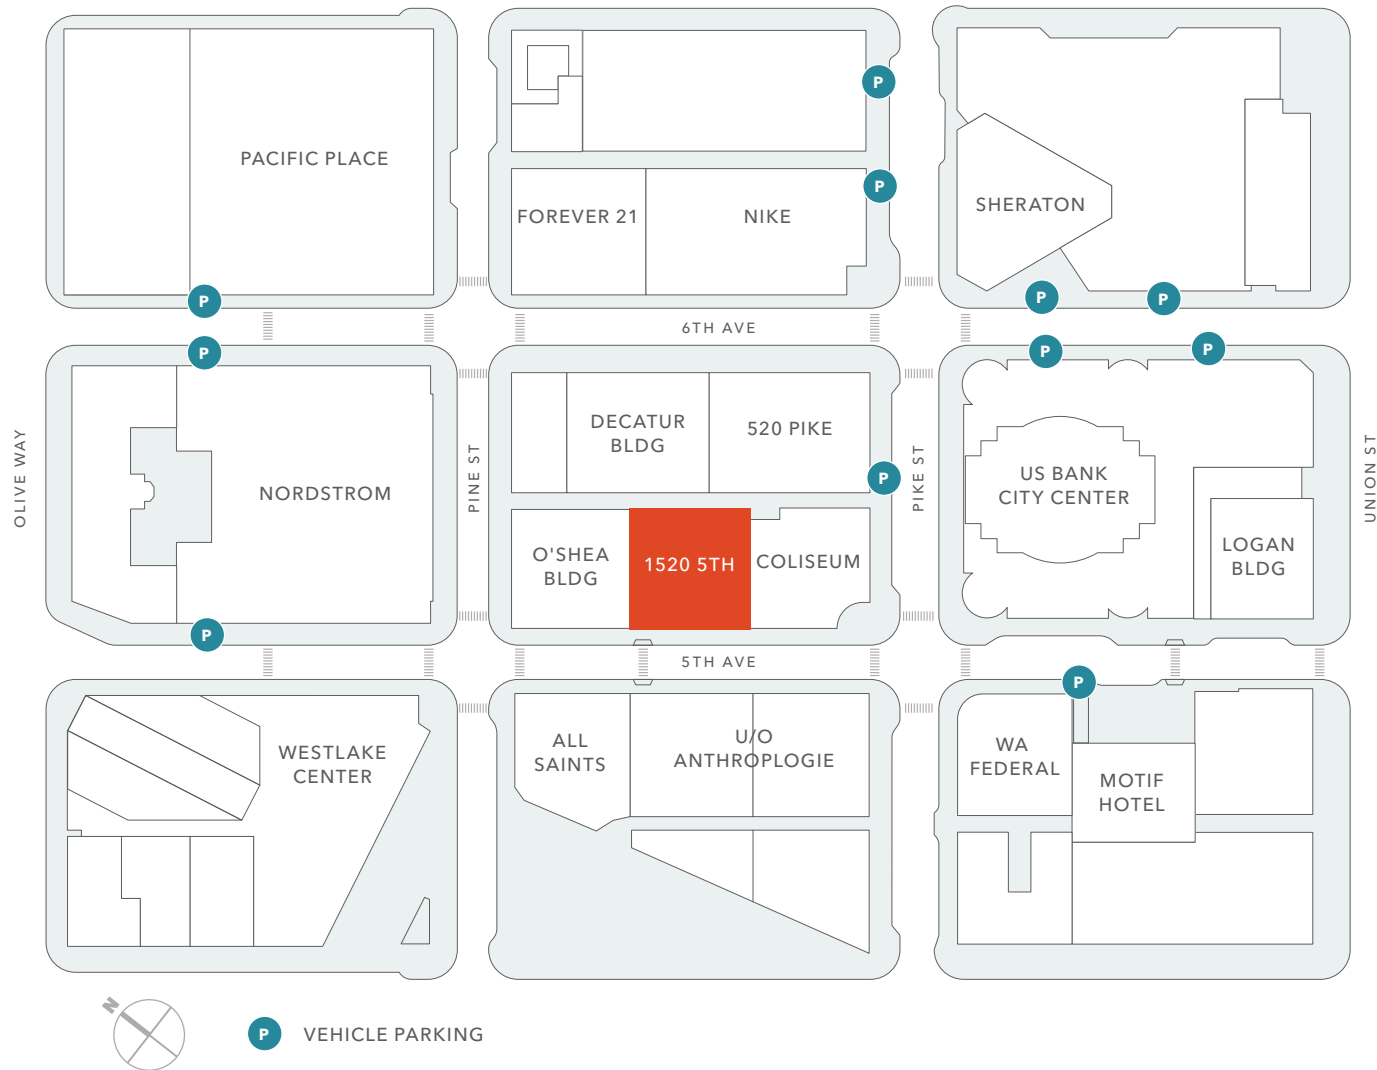 P
PACIFIC PLACE
P
SHERATON
FOREVER 21
NIKE
P
P
P
6TH AVE
P
P
P
DECATUR
BLDG
520 PIKE
OLIVE WAY
NORDSTROM
PINE ST
P
PIKE ST
US BANK
CITY CENTER
UNION ST
O'SHEA
BLDG
1520 5TH
COLISEUM
LOGAN
BLDG
P
5TH AVE
P
WESTLAKE
CENTER
ALL
SAINTS
U/O
ANTHROPLOGIE
WA
FEDERAL
MOTIF
HOTEL
N
P VEHICLE PARKING